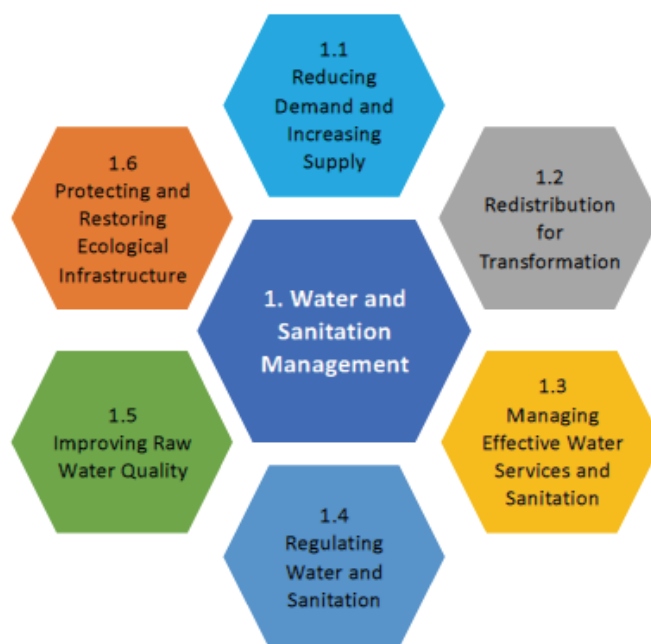 1.1
Reducing
Demand and
Increasing
Supply
1.2
Redistribution
for
Transformation
1.3
Managing
Effective Water
Services and
Sanitation
1.4
Regulating
Water and
Sanitation
1.5
Improving Raw
Water Quality
1.6
Protecting and
Restoring
Ecological
Infrastructure
1. Water and
Sanitation
Management